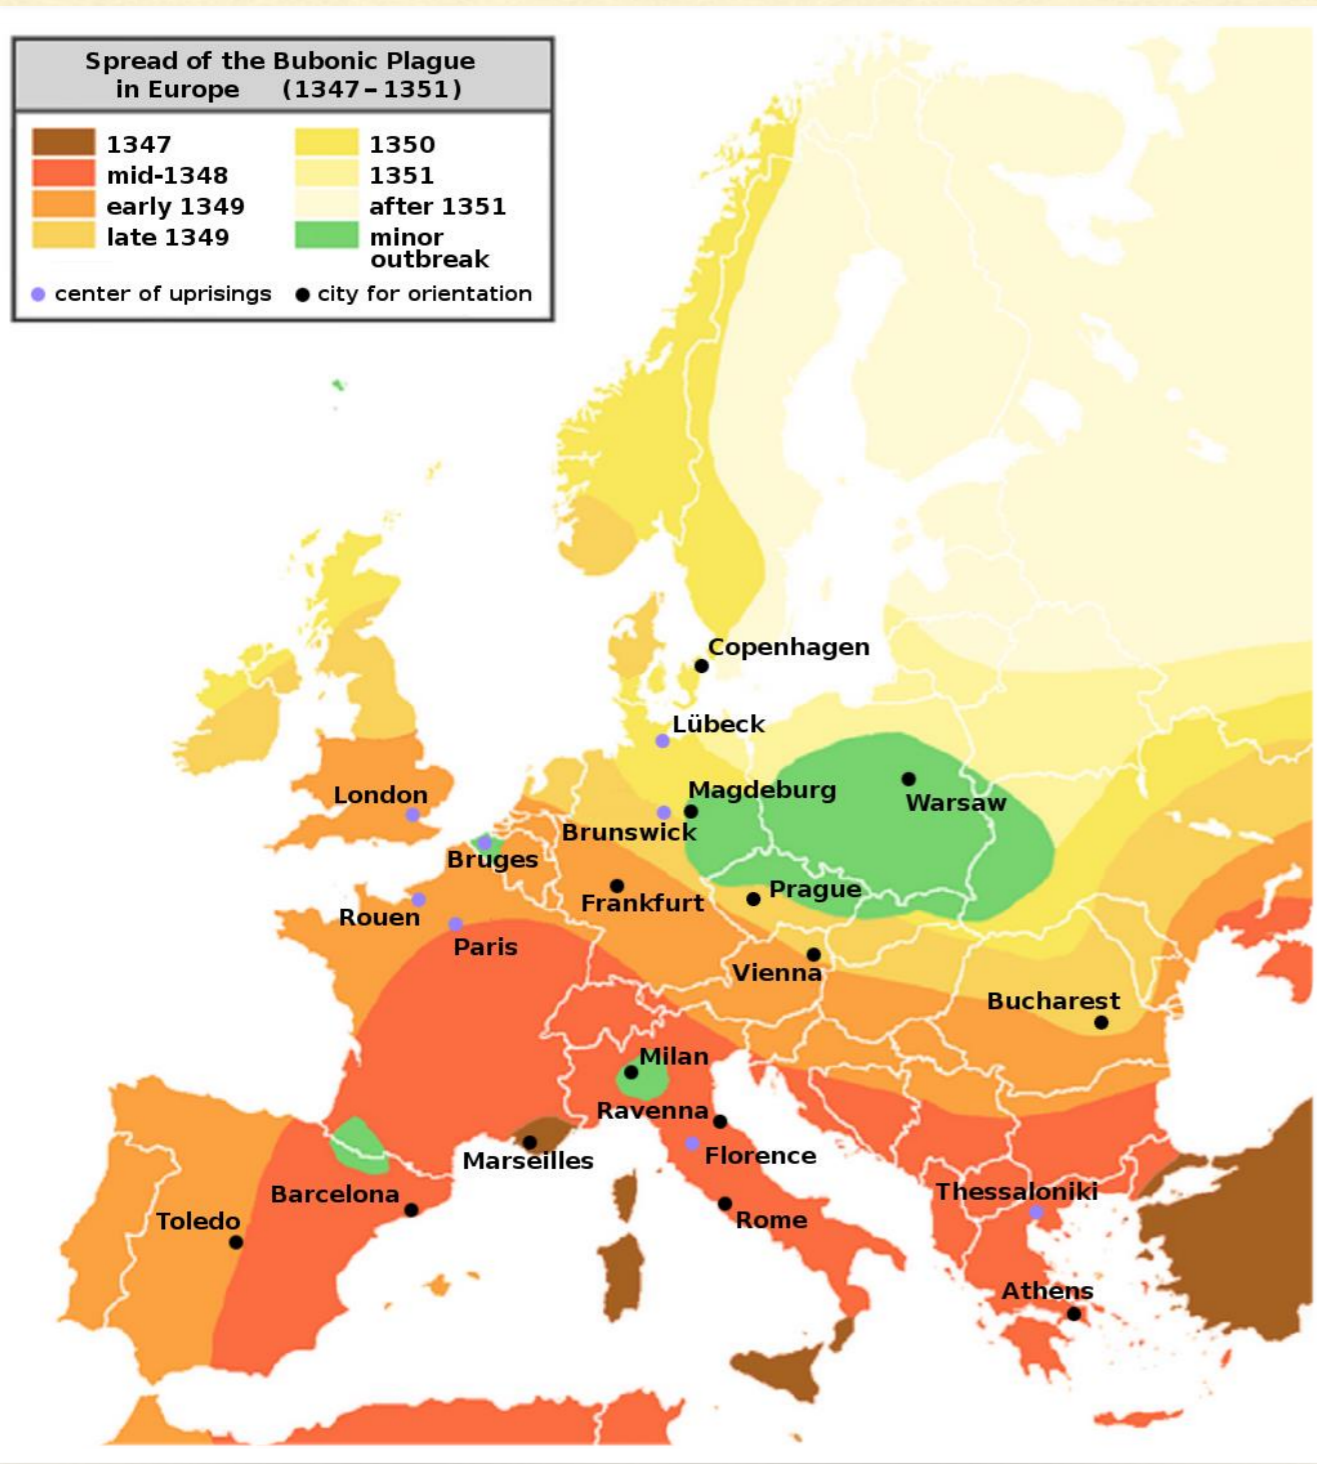 Spread of the Bubonic Plague
in Europe (1347–1351)
1347
mid-1348
early 1349
late 1349
1350
1351
after 1351
minor
outbreak
center of uprisings
city for orientation
Copenhagen
Lübeck
Magdeburg
London
Warsaw
Brunswick
Bruges
Prague
Frankfurt
Rouen
Paris
Vienna
Bucharest
Milan
Ravenna
Florence
Marseilles
Barcelona
Thessaloniki
Toledo
Rome
Athens